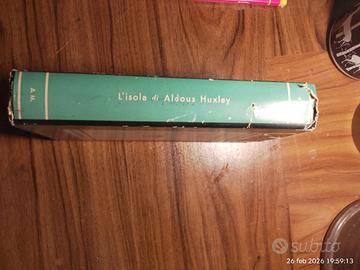 A. M.
L'isola di Aldous Huxley
subito
26 feb 2026 19:59:13